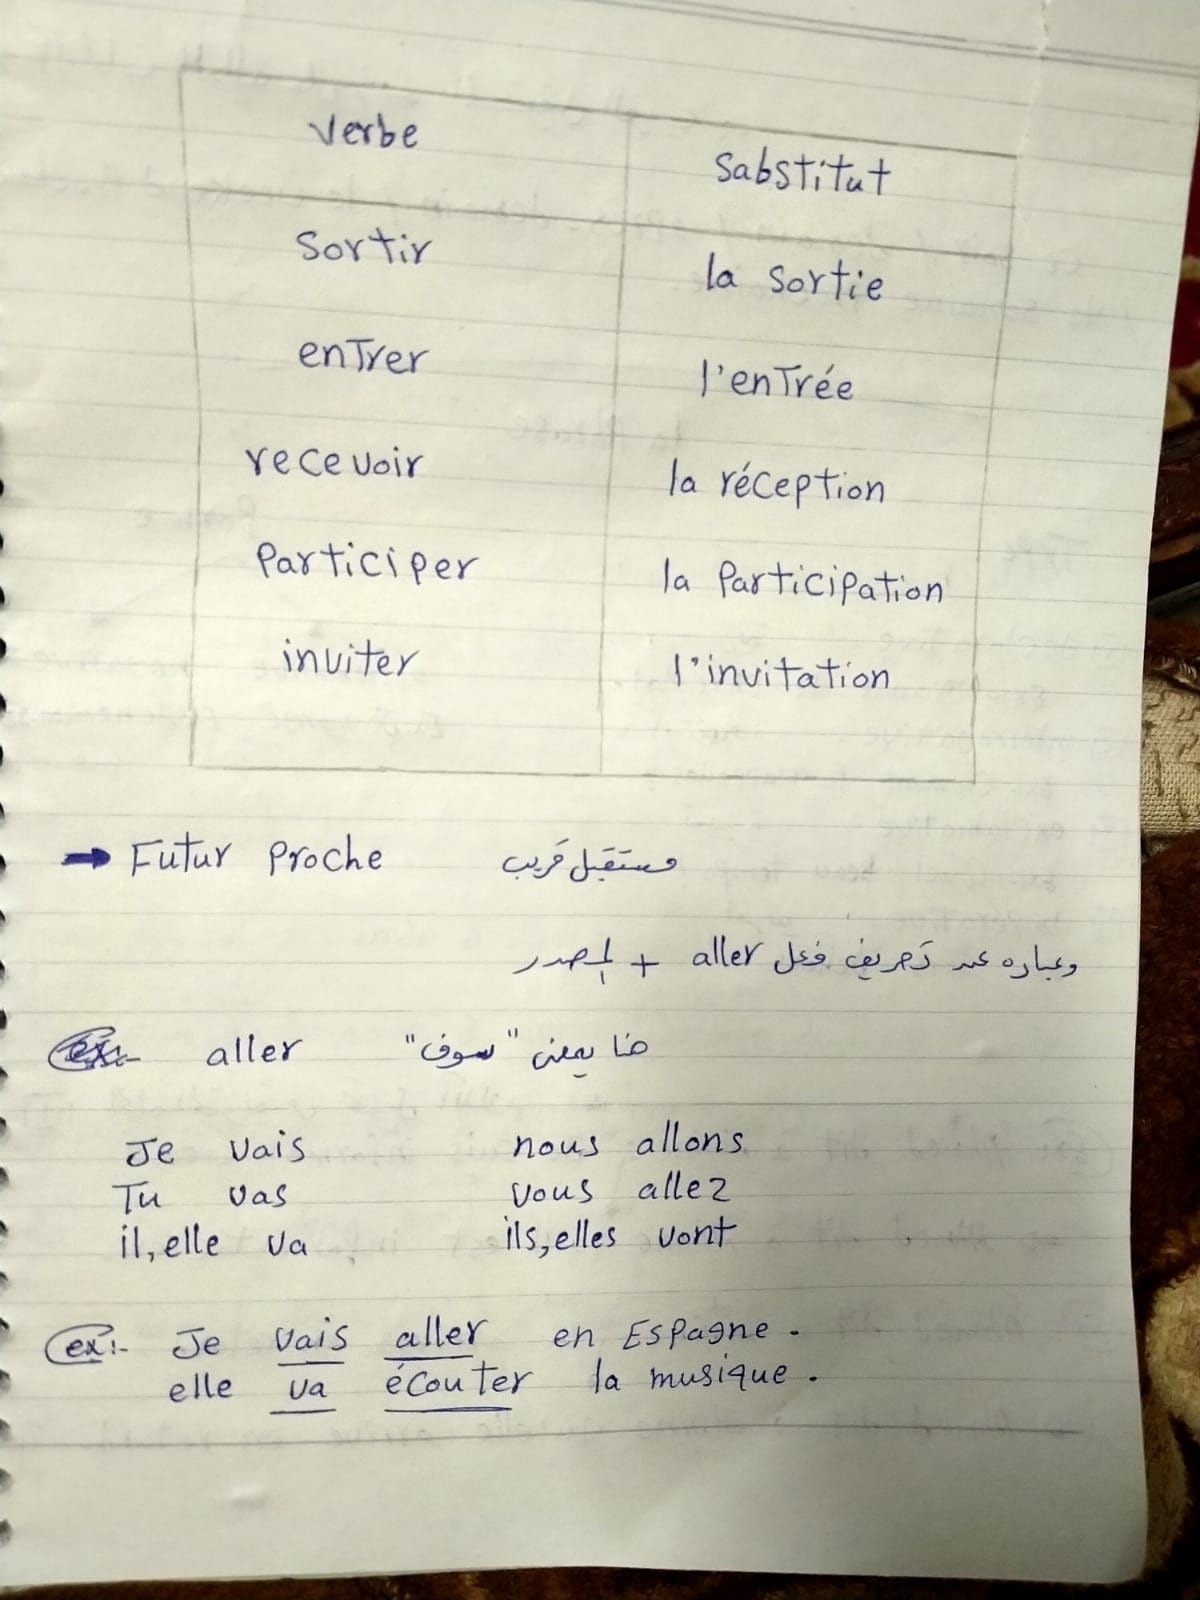 Verbe Sabstitut
Sortir la sortie
enTrer l'enTrée
recevoir la réception
Participer la Participation
inviter l'invitation
→ Futur Proche مستقبل قريب
وعباره عن تصريف فعل aller + المصدر
ex:- aller هنا بمعنى "سوف"
Je vais nous allons
Tu vas vous allez
il,elle va ils,elles vont
ex:- Je vais aller en Espagne.
elle va écouter la musique.